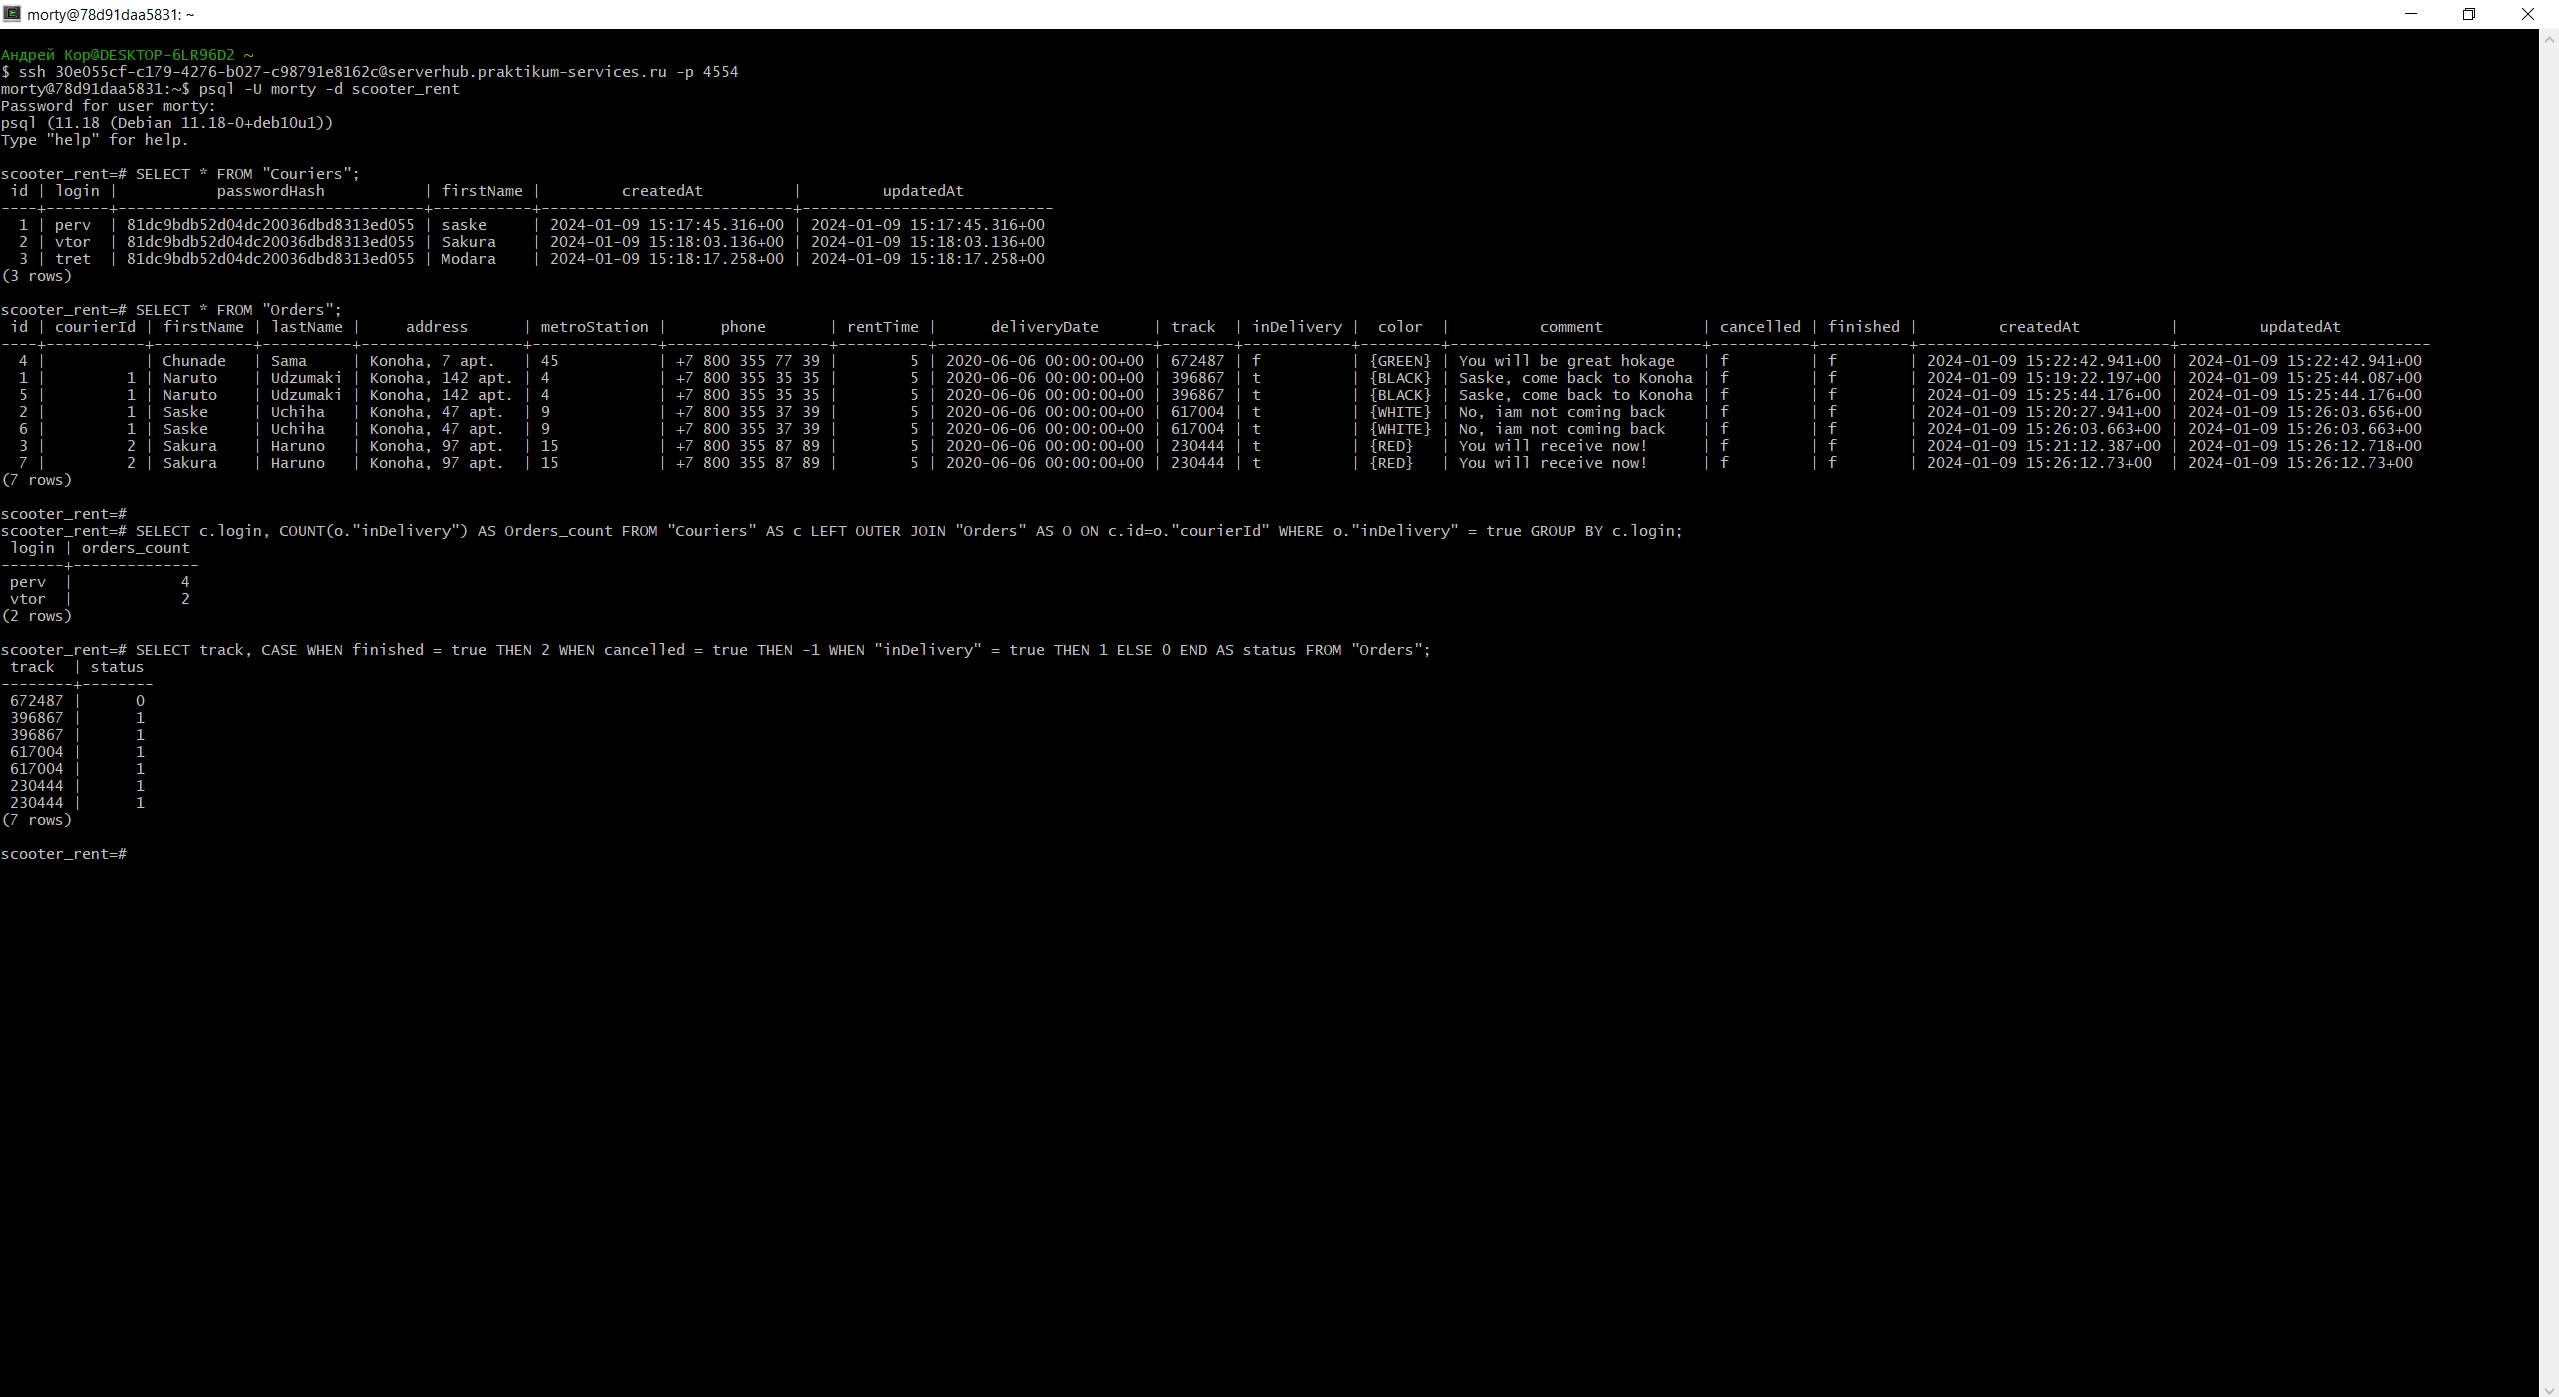 morty@78d91daa5831: ~
Андрей Кор@DESKTOP-6LR96D2 ~
$ ssh 30e055cf-c179-4276-b027-c98791e8162c@serverhub.praktikum-services.ru -p 4554
morty@78d91daa5831:~$ psql -U morty -d scooter_rent
Password for user morty:
psql (11.18 (Debian 11.18-0+deb10u1))
Type "help" for help.
scooter_rent=# SELECT * FROM "Couriers";
 id | login |           passwordHash           | firstName |         createdAt          |         updatedAt
----+-------+----------------------------------+-----------+----------------------------+----------------------------
  1 | perv  | 81dc9bdb52d04dc20036dbd8313ed055 | saske     | 2024-01-09 15:17:45.316+00 | 2024-01-09 15:17:45.316+00
  2 | vtor  | 81dc9bdb52d04dc20036dbd8313ed055 | Sakura    | 2024-01-09 15:18:03.136+00 | 2024-01-09 15:18:03.136+00
  3 | tret  | 81dc9bdb52d04dc20036dbd8313ed055 | Modara    | 2024-01-09 15:18:17.258+00 | 2024-01-09 15:18:17.258+00
(3 rows)
scooter_rent=# SELECT * FROM "Orders";
 id | courierId | firstName | lastName |     address      | metroStation |      phone       | rentTime |      deliveryDate      | track  | inDelivery |  color  |          comment           | cancelled | finished |         createdAt          |         updatedAt
----+-----------+-----------+----------+------------------+--------------+------------------+----------+------------------------+--------+------------+---------+----------------------------+-----------+----------+----------------------------+----------------------------
  4 |           | Chunade   | Sama     | Konoha, 7 apt.   | 45           | +7 800 355 77 39 |        5 | 2020-06-06 00:00:00+00 | 672487 | f          | {GREEN} | You will be great hokage   | f         | f        | 2024-01-09 15:22:42.941+00 | 2024-01-09 15:22:42.941+00
  1 |         1 | Naruto    | Udzumaki | Konoha, 142 apt. | 4            | +7 800 355 35 35 |        5 | 2020-06-06 00:00:00+00 | 396867 | t          | {BLACK} | Saske, come back to Konoha | f         | f        | 2024-01-09 15:19:22.197+00 | 2024-01-09 15:25:44.087+00
  5 |         1 | Naruto    | Udzumaki | Konoha, 142 apt. | 4            | +7 800 355 35 35 |        5 | 2020-06-06 00:00:00+00 | 396867 | t          | {BLACK} | Saske, come back to Konoha | f         | f        | 2024-01-09 15:25:44.176+00 | 2024-01-09 15:25:44.176+00
  2 |         1 | Saske     | Uchiha   | Konoha, 47 apt.  | 9            | +7 800 355 37 39 |        5 | 2020-06-06 00:00:00+00 | 617004 | t          | {WHITE} | No, iam not coming back    | f         | f        | 2024-01-09 15:20:27.941+00 | 2024-01-09 15:26:03.656+00
  6 |         1 | Saske     | Uchiha   | Konoha, 47 apt.  | 9            | +7 800 355 37 39 |        5 | 2020-06-06 00:00:00+00 | 617004 | t          | {WHITE} | No, iam not coming back    | f         | f        | 2024-01-09 15:26:03.663+00 | 2024-01-09 15:26:03.663+00
  3 |         2 | Sakura    | Haruno   | Konoha, 97 apt.  | 15           | +7 800 355 87 89 |        5 | 2020-06-06 00:00:00+00 | 230444 | t          | {RED}   | You will receive now!      | f         | f        | 2024-01-09 15:21:12.387+00 | 2024-01-09 15:26:12.718+00
  7 |         2 | Sakura    | Haruno   | Konoha, 97 apt.  | 15           | +7 800 355 87 89 |        5 | 2020-06-06 00:00:00+00 | 230444 | t          | {RED}   | You will receive now!      | f         | f        | 2024-01-09 15:26:12.73+00  | 2024-01-09 15:26:12.73+00
(7 rows)
scooter_rent=#
scooter_rent=# SELECT c.login, COUNT(o."inDelivery") AS Orders_count FROM "Couriers" AS c LEFT OUTER JOIN "Orders" AS O ON c.id=o."courierId" WHERE o."inDelivery" = true GROUP BY c.login;
 login | orders_count
-------+--------------
 perv  |            4
 vtor  |            2
(2 rows)
scooter_rent=# SELECT track, CASE WHEN finished = true THEN 2 WHEN cancelled = true THEN -1 WHEN "inDelivery" = true THEN 1 ELSE 0 END AS status FROM "Orders";
 track  | status
--------+--------
 672487 |      0
 396867 |      1
 396867 |      1
 617004 |      1
 617004 |      1
 230444 |      1
 230444 |      1
(7 rows)
scooter_rent=#